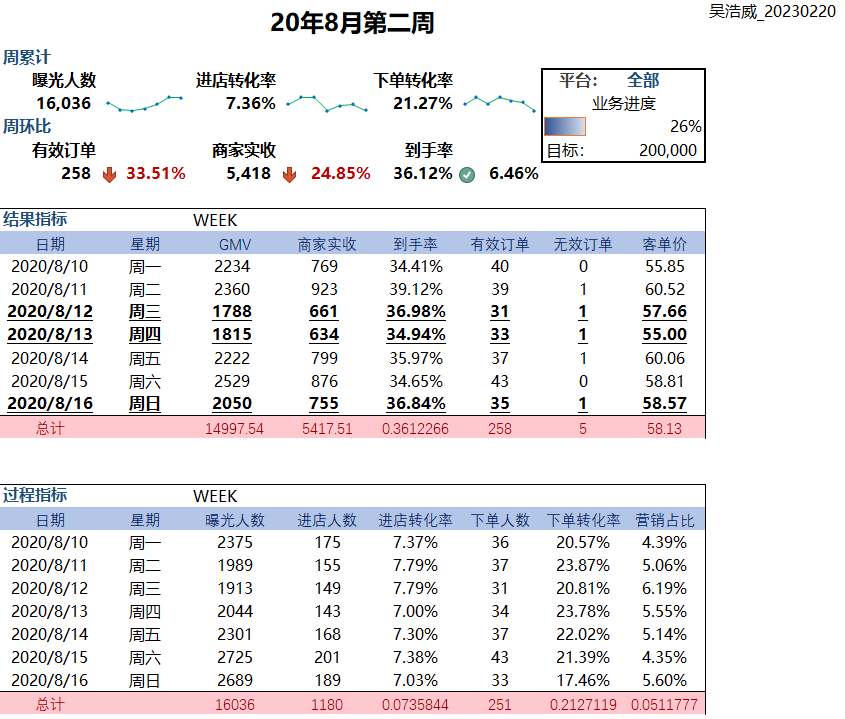 吴浩威_20230220
20年8月第二周
周累计
曝光人数 进店转化率 下单转化率
16,036 7.36% 21.27%
平台: 全部
业务进度
26%
目标: 200,000
周环比
有效订单 商家实收 到手率
258 33.51% 5,418 24.85% 36.12% 6.46%
结果指标 WEEK
日期 星期 GMV 商家实收 到手率 有效订单 无效订单 客单价
2020/8/10 周一 2234 769 34.41% 40 0 55.85
2020/8/11 周二 2360 923 39.12% 39 1 60.52
2020/8/12 周三 1788 661 36.98% 31 1 57.66
2020/8/13 周四 1815 634 34.94% 33 1 55.00
2020/8/14 周五 2222 799 35.97% 37 1 60.06
2020/8/15 周六 2529 876 34.65% 43 0 58.81
2020/8/16 周日 2050 755 36.84% 35 1 58.57
总计 14997.54 5417.51 0.3612266 258 5 58.13
过程指标 WEEK
日期 星期 曝光人数 进店人数 进店转化率 下单人数 下单转化率 营销占比
2020/8/10 周一 2375 175 7.37% 36 20.57% 4.39%
2020/8/11 周二 1989 155 7.79% 37 23.87% 5.06%
2020/8/12 周三 1913 149 7.79% 31 20.81% 6.19%
2020/8/13 周四 2044 143 7.00% 34 23.78% 5.55%
2020/8/14 周五 2301 168 7.30% 37 22.02% 5.14%
2020/8/15 周六 2725 201 7.38% 43 21.39% 4.35%
2020/8/16 周日 2689 189 7.03% 33 17.46% 5.60%
总计 16036 1180 0.0735844 251 0.2127119 0.0511777